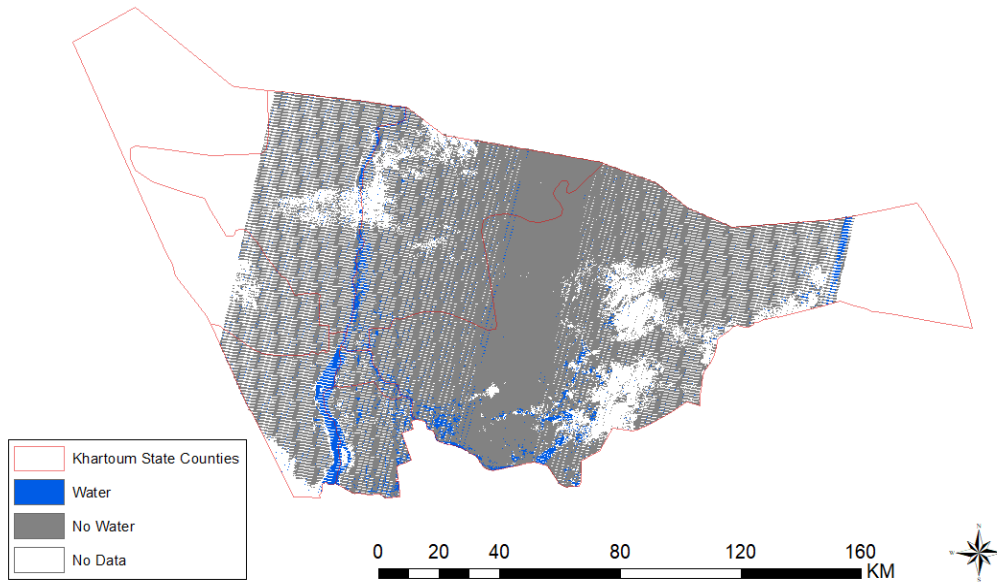 Khartoum State Counties
Water
No Water
No Data
0 20 40 80 120 160
KM
N
W E
S